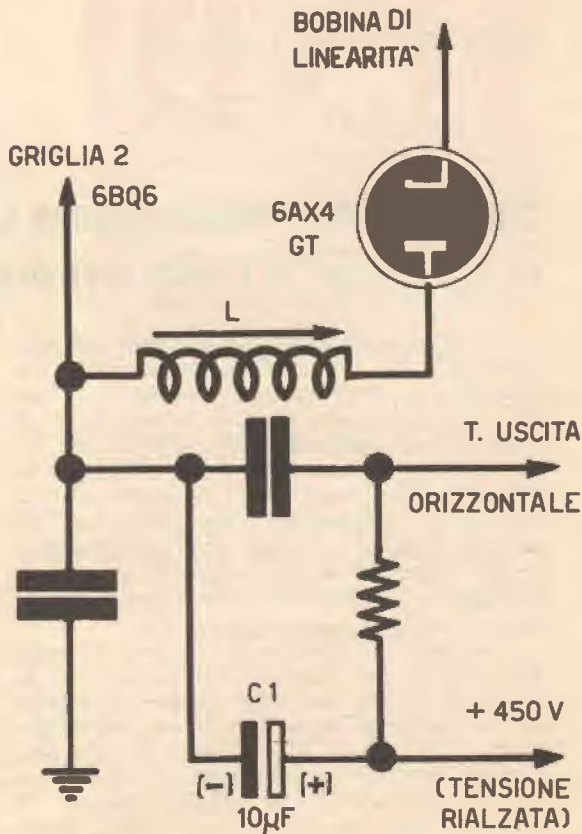 BOBINA DI
LINEARITA'
GRIGLIA 2
6BQ6
6AX4
GT
L
T. USCITA
ORIZZONTALE
C1
+ 450 V
(-)
(+)
10µF
(TENSIONE
RIALZATA)